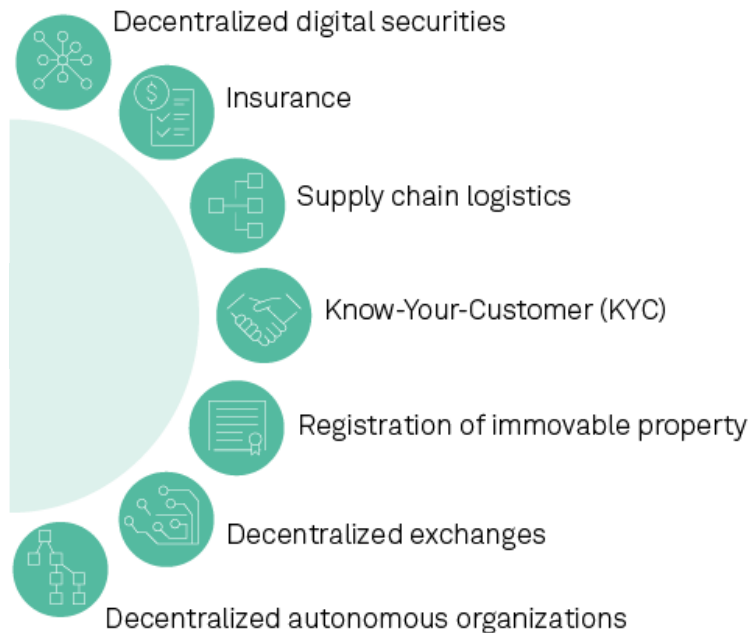 Decentralized digital securities
$
Insurance
Supply chain logistics
Know-Your-Customer (KYC)
Registration of immovable property
Decentralized exchanges
Decentralized autonomous organizations